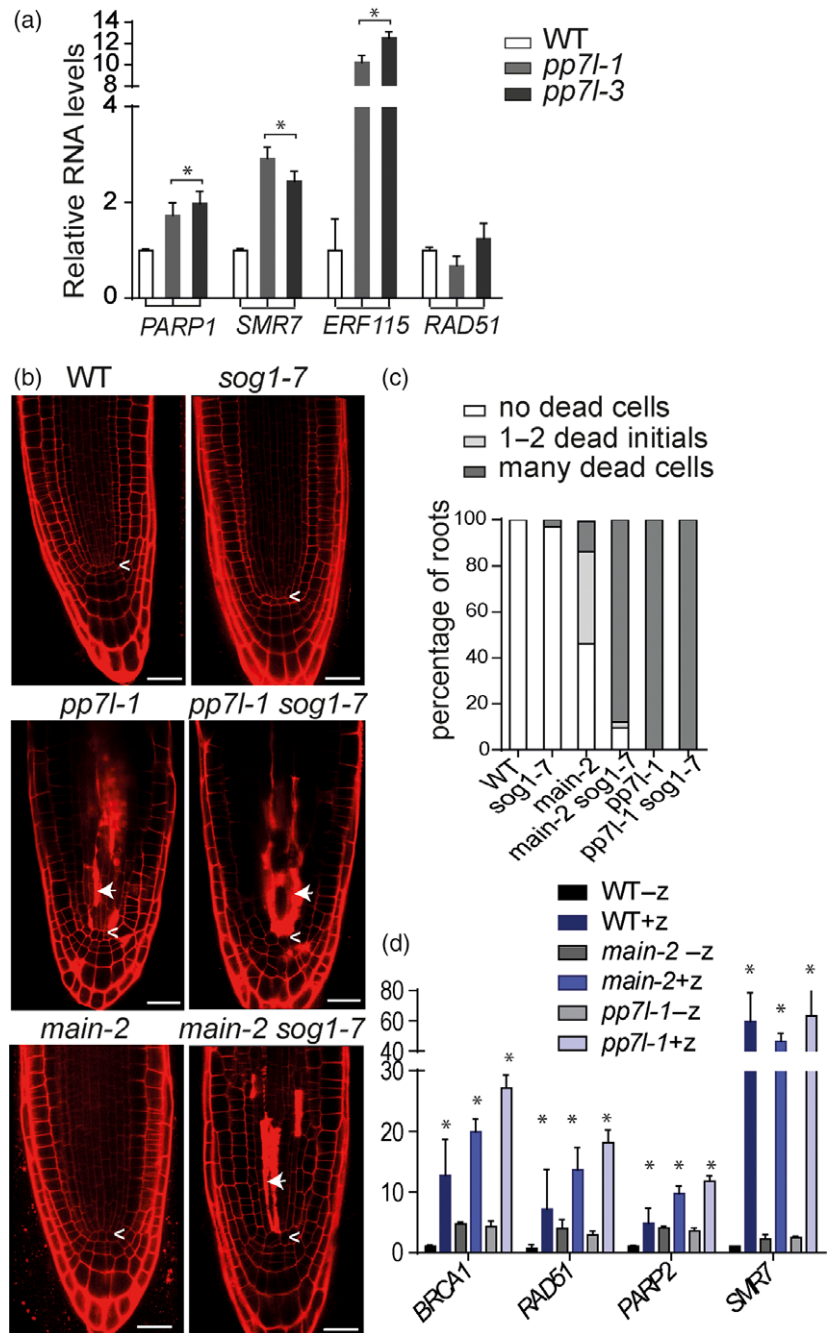 (a)
14
12
10
4
2
0
Relative RNA levels
*
*
*
WT
pp7l-1
pp7l-3
PARP1
SMR7
ERF115
RAD51
(b)
WT
sog1-7
<
<
pp7l-1
pp7l-1 sog1-7
<
<
main-2
main-2 sog1-7
<
<
(c)
no dead cells
1–2 dead initials
many dead cells
100
80
60
40
20
0
percentage of roots
WT
sog1-7
main-2
main-2 sog1-7
pp7l-1
pp7l-1 sog1-7
(d)
WT–z
WT+z
main-2 –z
main-2+z
pp7l-1–z
pp7l-1+z
80
60
40
30
20
10
0
* * *
* * *
* * *
* * *
BRCA1
RAD51
PARP2
SMR7